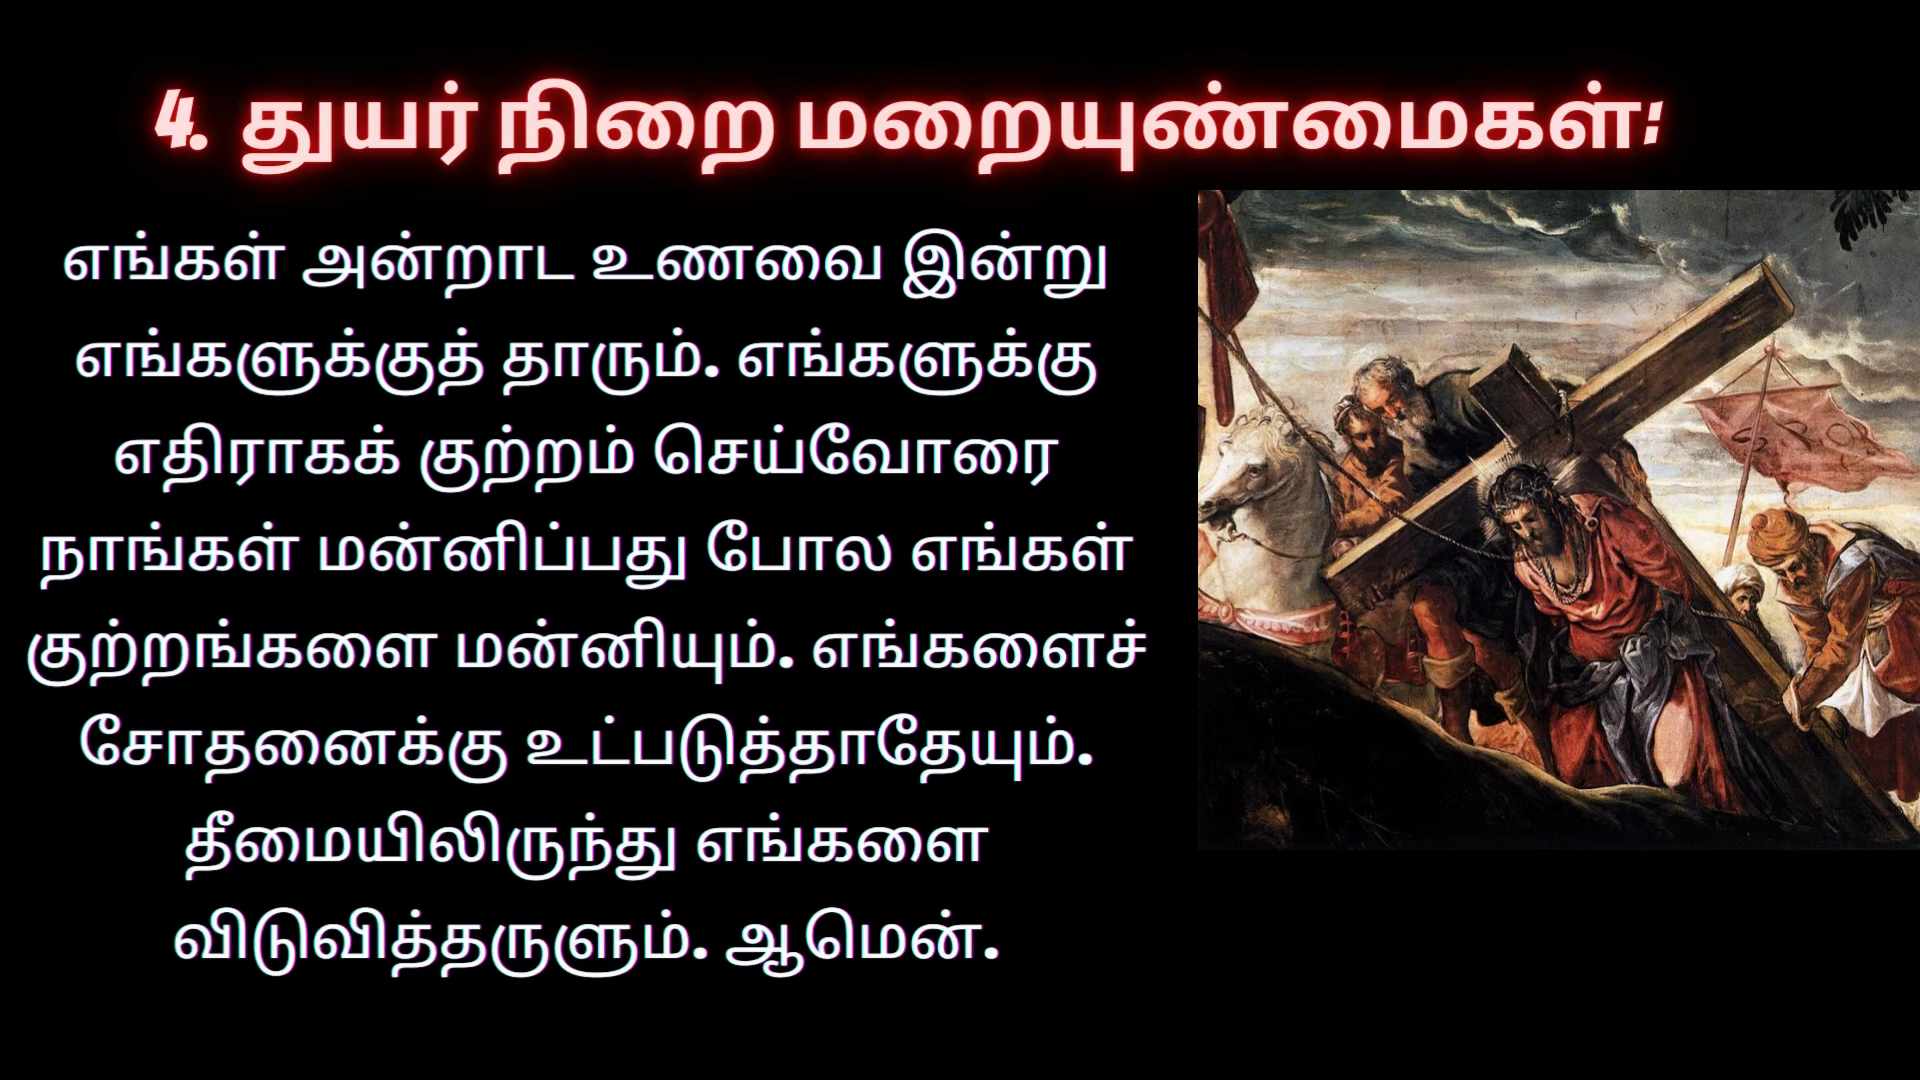 4. துயர் நிறை மறையுண்மைகள்:
எங்கள் அன்றாட உணவை இன்று
எங்களுக்குத் தாரும். எங்களுக்கு
எதிராகக் குற்றம் செய்வோரை
நாங்கள் மன்னிப்பது போல எங்கள்
குற்றங்களை மன்னியும். எங்களைச்
சோதனைக்கு உட்படுத்தாதேயும்.
தீமையிலிருந்து எங்களை
விடுவித்தருளும். ஆமென்.